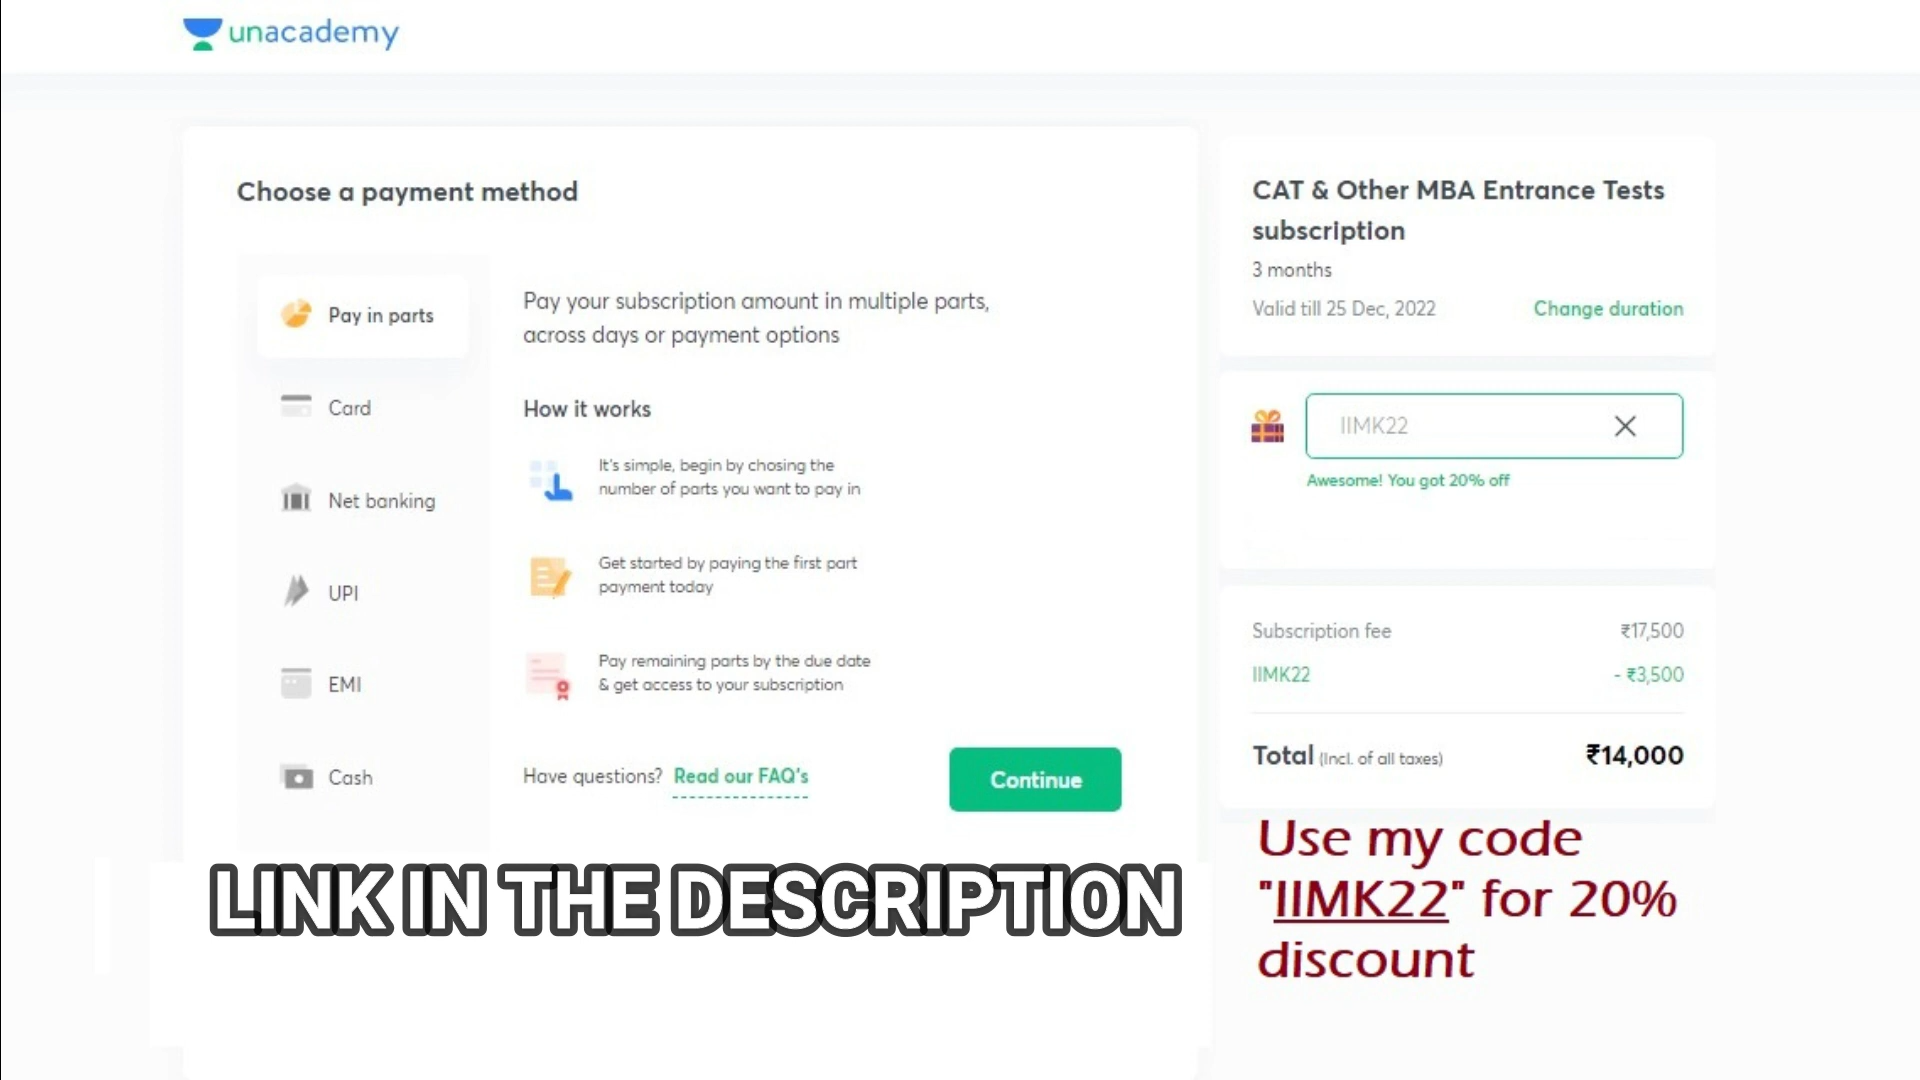 unacademy
Choose a payment method
Pay in parts
Card
Net banking
UPI
EMI
Cash
Pay your subscription amount in multiple parts,
across days or payment options
How it works
It's simple, begin by chosing the
number of parts you want to pay in
Get started by paying the first part
payment today
Pay remaining parts by the due date
& get access to your subscription
Have questions? Read our FAQ's
Continue
CAT & Other MBA Entrance Tests
subscription
3 months
Valid till 25 Dec, 2022 Change duration
IIMK22
Awesome! You got 20% off
Subscription fee ₹17,500
IIMK22 - ₹3,500
Total (Incl. of all taxes) ₹14,000
LINK IN THE DESCRIPTION
Use my code
"IIMK22" for 20%
discount